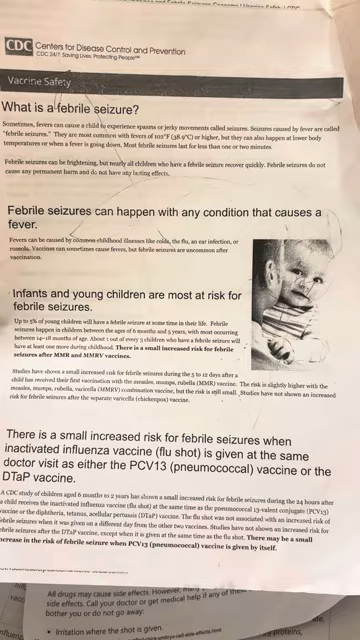 CDC Centers for Disease Control and Prevention
CDC 24/7: Saving Lives. Protecting People™
Vaccine Safety
What is a febrile seizure?
Sometimes, fevers can cause a child to experience spasms or jerky movements called seizures. Seizures caused by fever are called
"febrile seizures." They are most common with fevers of 102°F (38.9°C) or higher, but they can also happen at lower body
temperatures or when a fever is going down. Most febrile seizures last for less than one or two minutes.
Febrile seizures can be frightening, but nearly all children who have a febrile seizure recover quickly. Febrile seizures do not
cause any permanent harm and do not have any lasting effects.
Febrile seizures can happen with any condition that causes a
fever.
Fevers can be caused by common childhood illnesses like colds, the flu, an ear infection, or
roseola. Vaccines can sometimes cause fevers, but febrile seizures are uncommon after
vaccination.
Infants and young children are most at risk for
febrile seizures.
Up to 5% of young children will have a febrile seizure at some time in their life. Febrile
seizures happen in children between the ages of 6 months and 5 years, with most occurring
between 14-18 months of age. About 1 out of every 3 children who have a febrile seizure will
have at least one more during childhood. There is a small increased risk for febrile
seizures after MMR and MMRV vaccines.
Studies have shown a small increased risk for febrile seizures during the 5 to 12 days after a
child has received their first vaccination with the measles, mumps, rubella (MMR) vaccine. The risk is slightly higher with the
measles, mumps, rubella, varicella (MMRV) combination vaccine, but the risk is still small. Studies have not shown an increased
risk for febrile seizures after the separate varicella (chickenpox) vaccine.
There is a small increased risk for febrile seizures when
inactivated influenza vaccine (flu shot) is given at the same
doctor visit as either the PCV13 (pneumococcal) vaccine or the
DTaP vaccine.
A CDC study of children aged 6 months to 2 years has shown a small increased risk for febrile seizures during the 24 hours after
a child receives the inactivated influenza vaccine (flu shot) at the same time as the pneumococcal 13-valent conjugate (PCV13)
vaccine or the diphtheria, tetanus, acellular pertussis (DTaP) vaccine. The flu shot was not associated with an increased risk of
febrile seizures when it was given on a different day from the other two vaccines. Studies have not shown an increased risk for
ebrile seizures after the DTaP vaccine, except when it is given at the same time as the flu shot. There may be a small
ncrease in the risk of febrile seizure when PCV13 (pneumococcal) vaccine is given by itself.
All drugs may cause side effects. However, many
side effects. Call your doctor or get medical help if any of these
bother you or do not go away:
• Irritation where the shot is given.